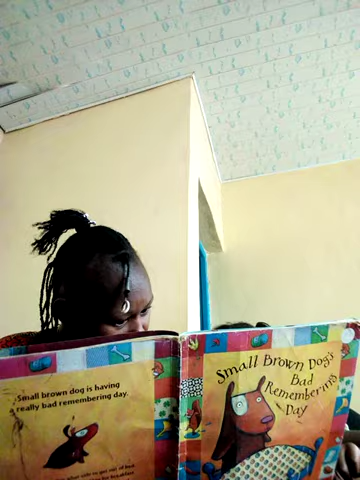 Small brown dog is having
really bad remembering day.
Small Brown Dog's
Bad
Remembering
Day